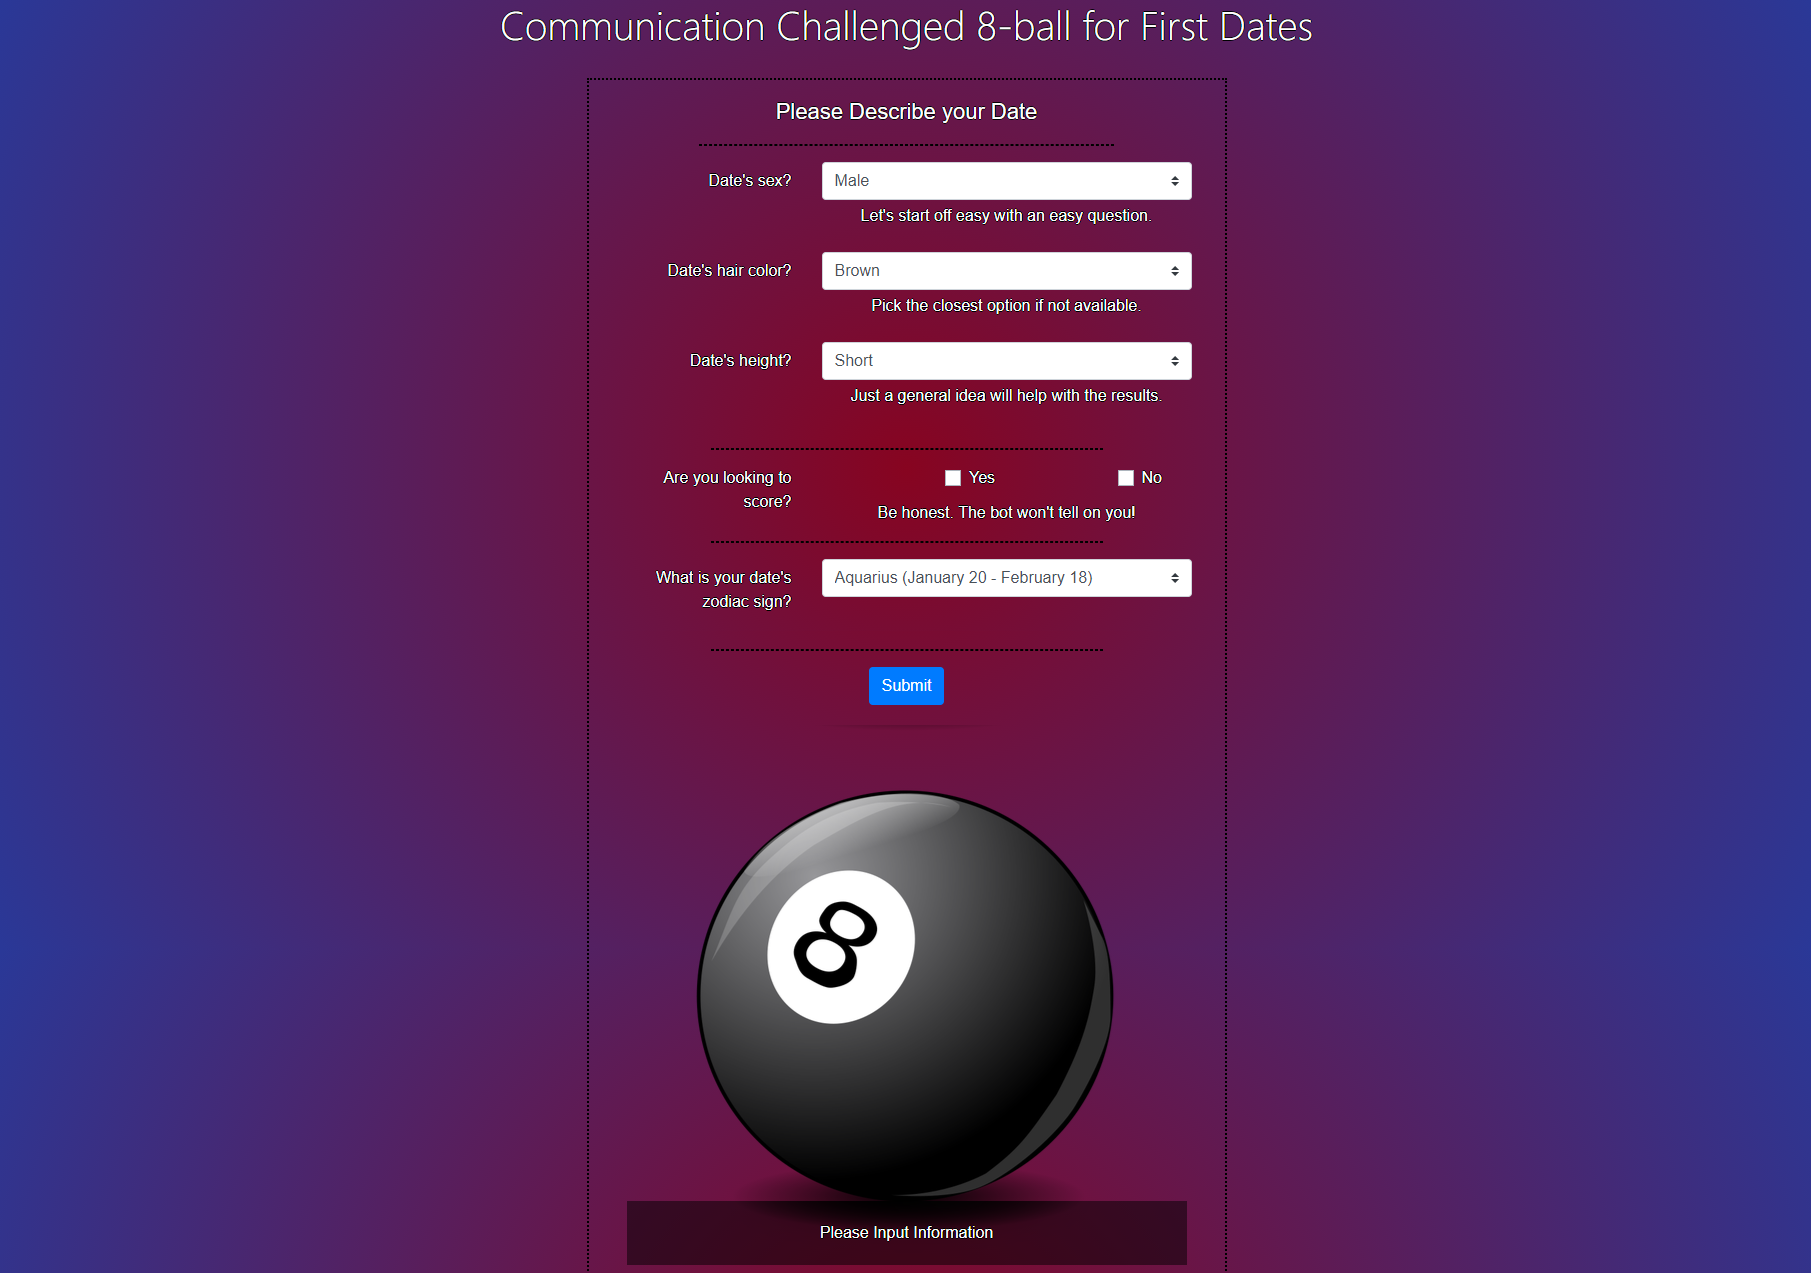 Communication Challenged 8-ball for First Dates
Please Describe your Date
Date's sex?
Male
Let's start off easy with an easy question.
Date's hair color?
Brown
Pick the closest option if not available.
Date's height?
Short
Just a general idea will help with the results.
Are you looking to
score?
Yes
No
Be honest. The bot won't tell on you!
What is your date's
zodiac sign?
Aquarius (January 20 - February 18)
Submit
8
Please Input Information